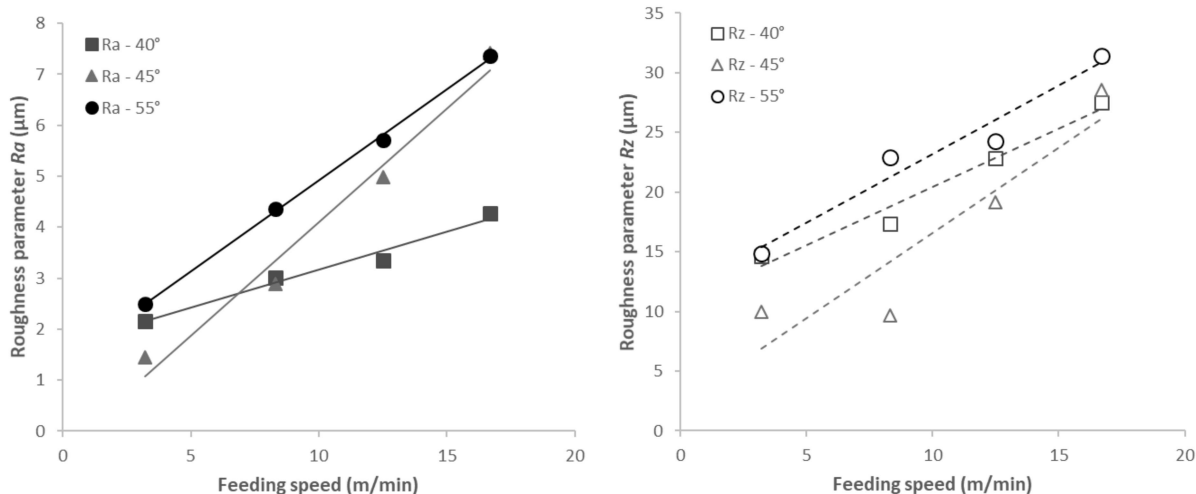 8
7
6
5
4
3
2
1
0
Roughness parameter Ra (µm)
Ra - 40°
Ra - 45°
Ra - 55°
0 5 10 15 20
Feeding speed (m/min)
35
30
25
20
15
10
5
0
Roughness parameter Rz (µm)
Rz - 40°
Rz - 45°
Rz - 55°
0 5 10 15 20
Feeding speed (m/min)